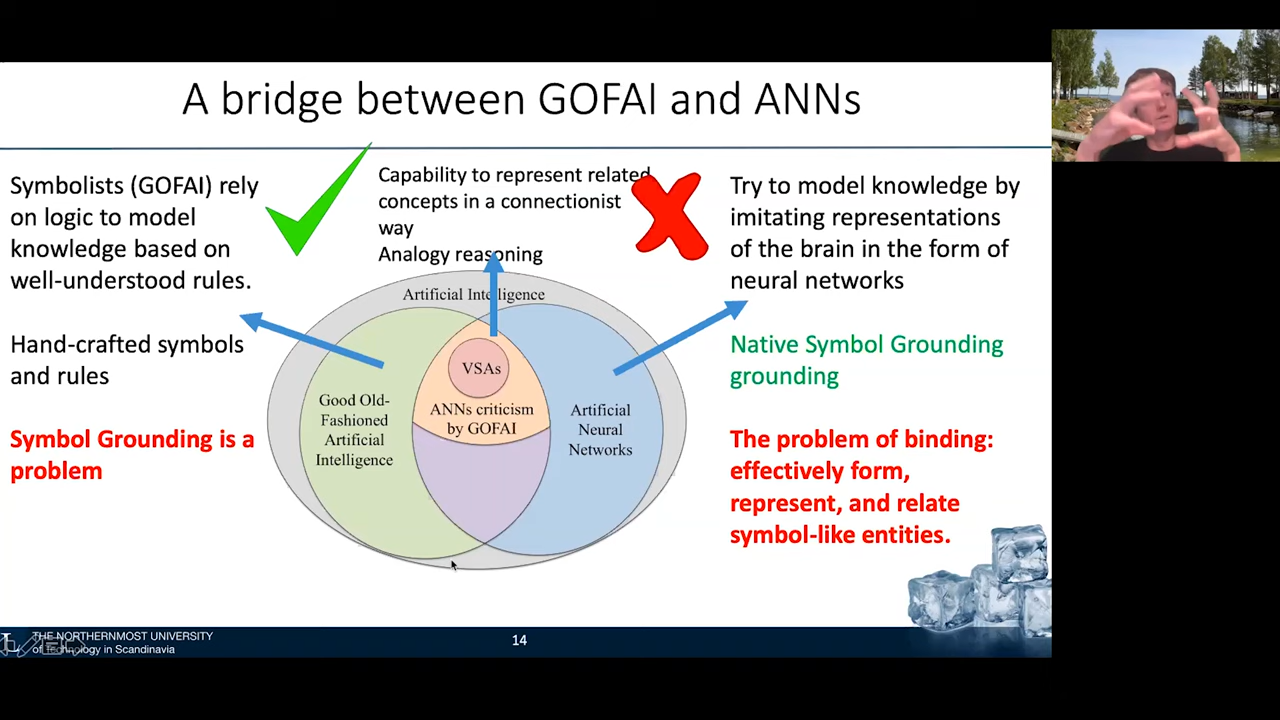 A bridge between GOFAI and ANNs
Symbolists (GOFAI) rely
on logic to model
knowledge based on
well-understood rules.
Hand-crafted symbols
and rules
Symbol Grounding is a
problem
Capability to represent related
concepts in a connectionist
way
Analogy reasoning
Artificial Intelligence
VSAs
ANNs criticism
by GOFAI
Good Old-
Fashioned
Artificial
Intelligence
Artificial
Neural
Networks
Try to model knowledge by
imitating representations
of the brain in the form of
neural networks
Native Symbol Grounding
grounding
The problem of binding:
effectively form,
represent, and relate
symbol-like entities.
THE NORTHERNMOST UNIVERSITY
of Technology in Scandinavia
14